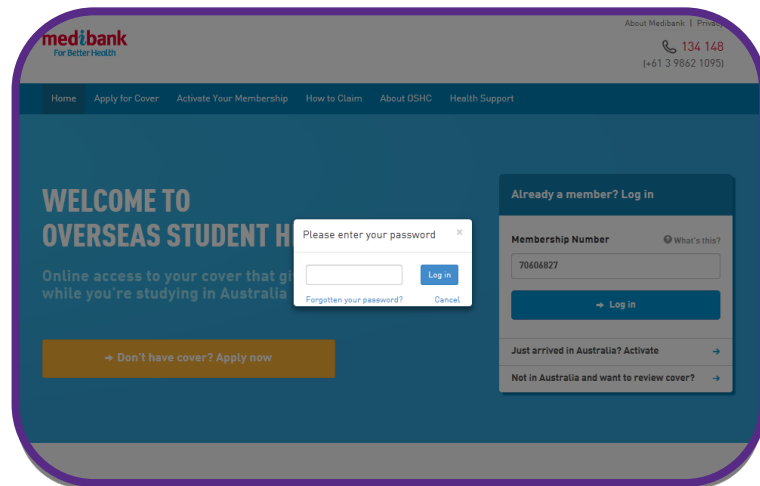 About Medibank | Privacy
medibank
For Better Health
134 148
(+61 3 9862 1095)
Home Apply for Cover Activate Your Membership How to Claim About OSHC Health Support
WELCOME TO
OVERSEAS STUDENT H
Online access to your cover that gi
while you're studying in Australia
→ Don't have cover? Apply now
Please enter your password ×
Log in
Forgotten your password? Cancel
Already a member? Log in
Membership Number ? What's this?
70606827
→ Log in
Just arrived in Australia? Activate →
Not in Australia and want to review cover? →